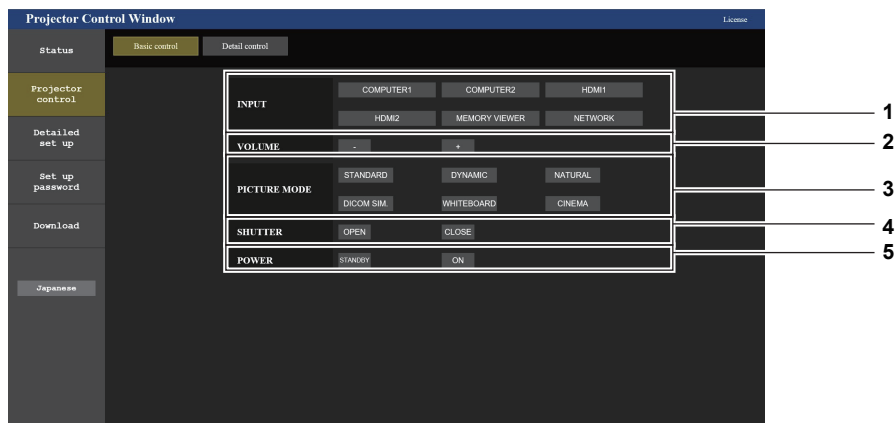 Projector Control Window
License
Status
Basic control
Detail control
Projector
control
Detailed
set up
Set up
password
Download
Japanese
INPUT
COMPUTER1
COMPUTER2
HDMI1
HDMI2
MEMORY VIEWER
NETWORK
VOLUME
-
+
PICTURE MODE
STANDARD
DYNAMIC
NATURAL
DICOM SIM.
WHITEBOARD
CINEMA
SHUTTER
OPEN
CLOSE
POWER
STANDBY
ON
1
2
3
4
5